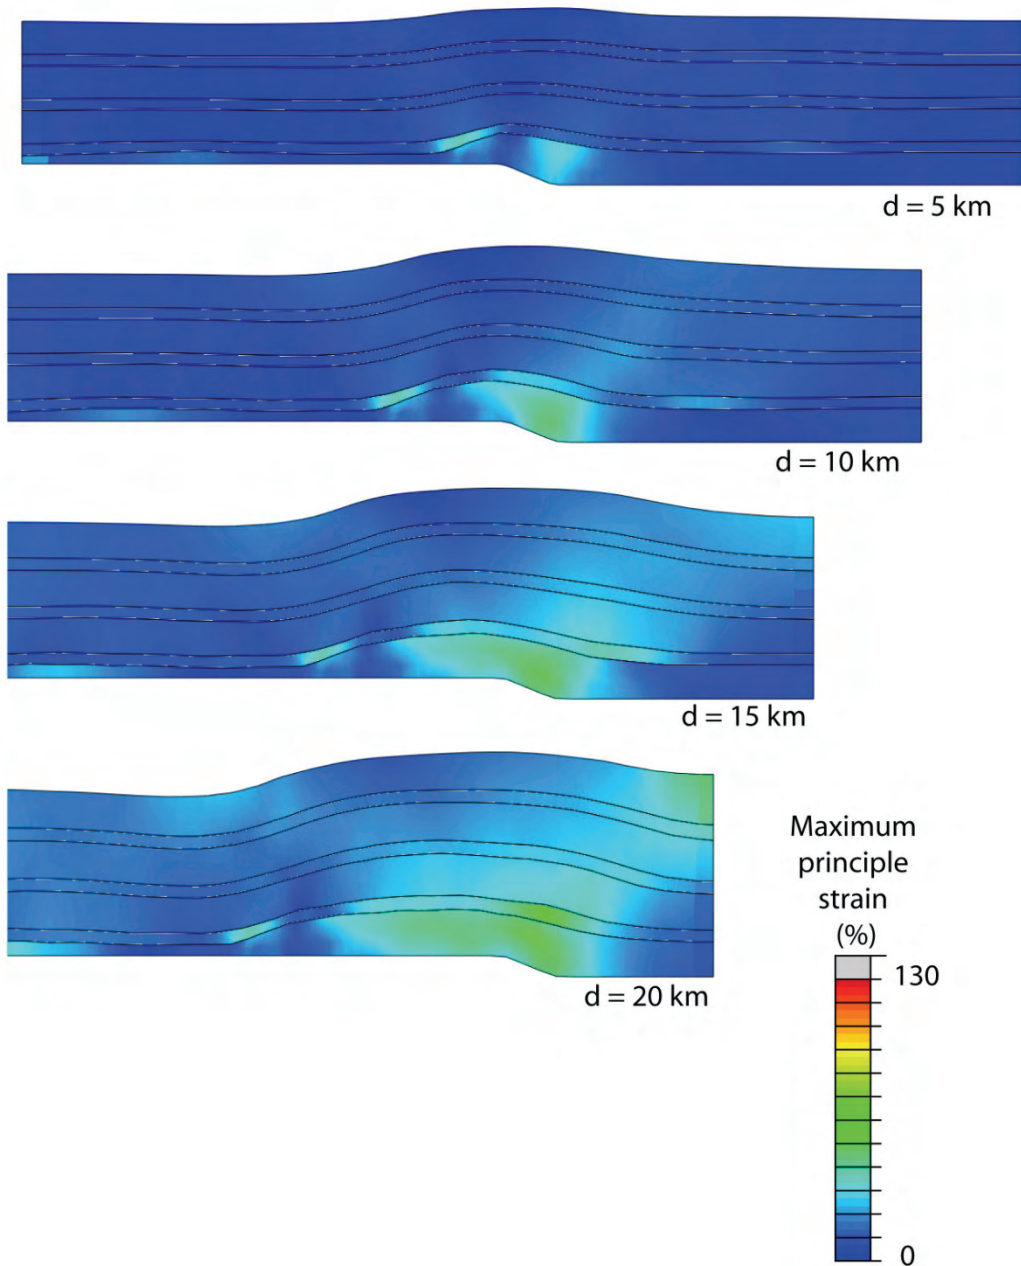 d = 5 km
d = 10 km
d = 15 km
d = 20 km
Maximum
principle
strain
(%)
130
0